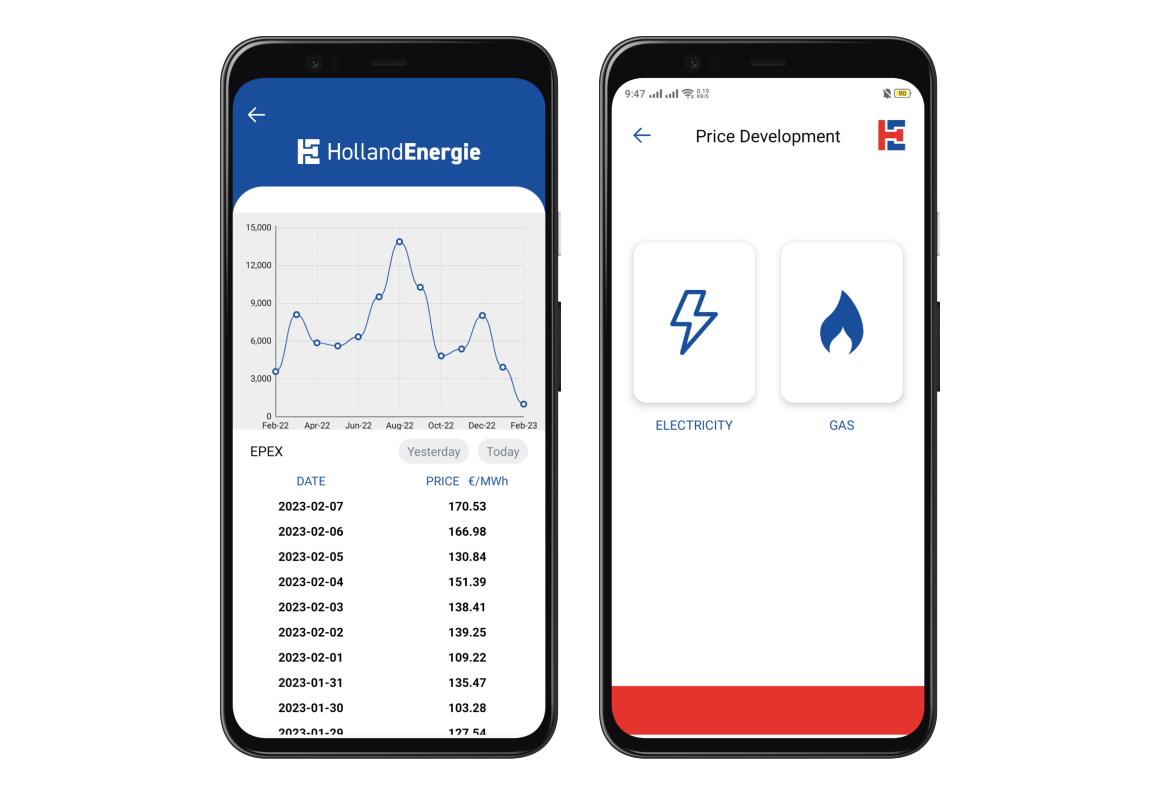 HollandEnergie
15,000
12,000
9,000
6,000
3,000
0
Feb-22 Apr-22 Jun-22 Aug-22 Oct-22 Dec-22 Feb-23
EPEX Yesterday Today
DATE PRICE €/MWh
2023-02-07 170.53
2023-02-06 166.98
2023-02-05 130.84
2023-02-04 151.39
2023-02-03 138.41
2023-02-02 139.25
2023-02-01 109.22
2023-01-31 135.47
2023-01-30 103.28
2023-01-29 127.54
9:47 0.19 KB/S 90
Price Development
ELECTRICITY GAS